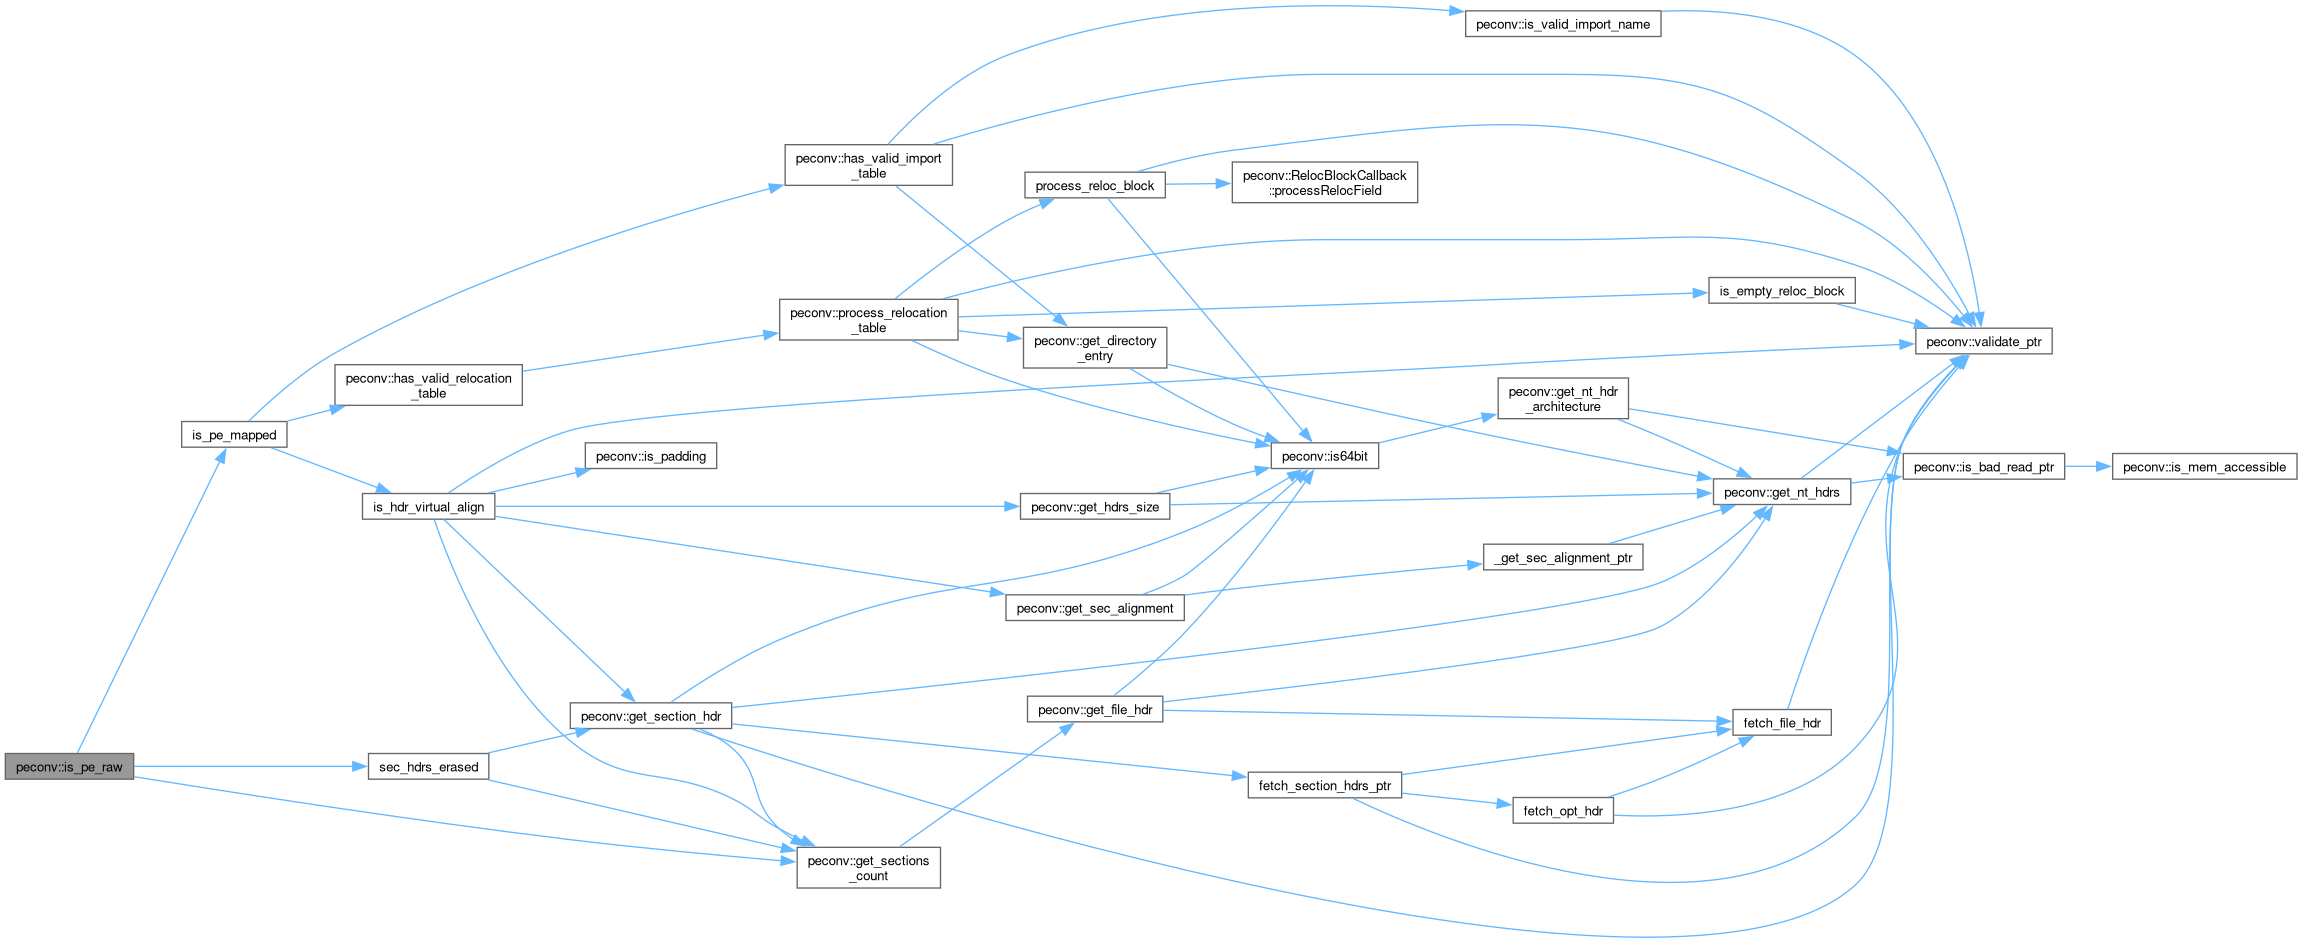 peconv::is_valid_import_name
peconv::has_valid_import
_table
process_reloc_block
peconv::RelocBlockCallback
::processRelocField
is_empty_reloc_block
peconv::process_relocation
_table
peconv::get_directory
_entry
peconv::validate_ptr
peconv::has_valid_relocation
_table
peconv::get_nt_hdr
_architecture
is_pe_mapped
peconv::is_padding
peconv::is64bit
peconv::is_bad_read_ptr
peconv::is_mem_accessible
is_hdr_virtual_align
peconv::get_hdrs_size
peconv::get_nt_hdrs
_get_sec_alignment_ptr
peconv::get_sec_alignment
peconv::get_section_hdr
peconv::get_file_hdr
fetch_file_hdr
peconv::is_pe_raw
sec_hdrs_erased
fetch_section_hdrs_ptr
fetch_opt_hdr
peconv::get_sections
_count